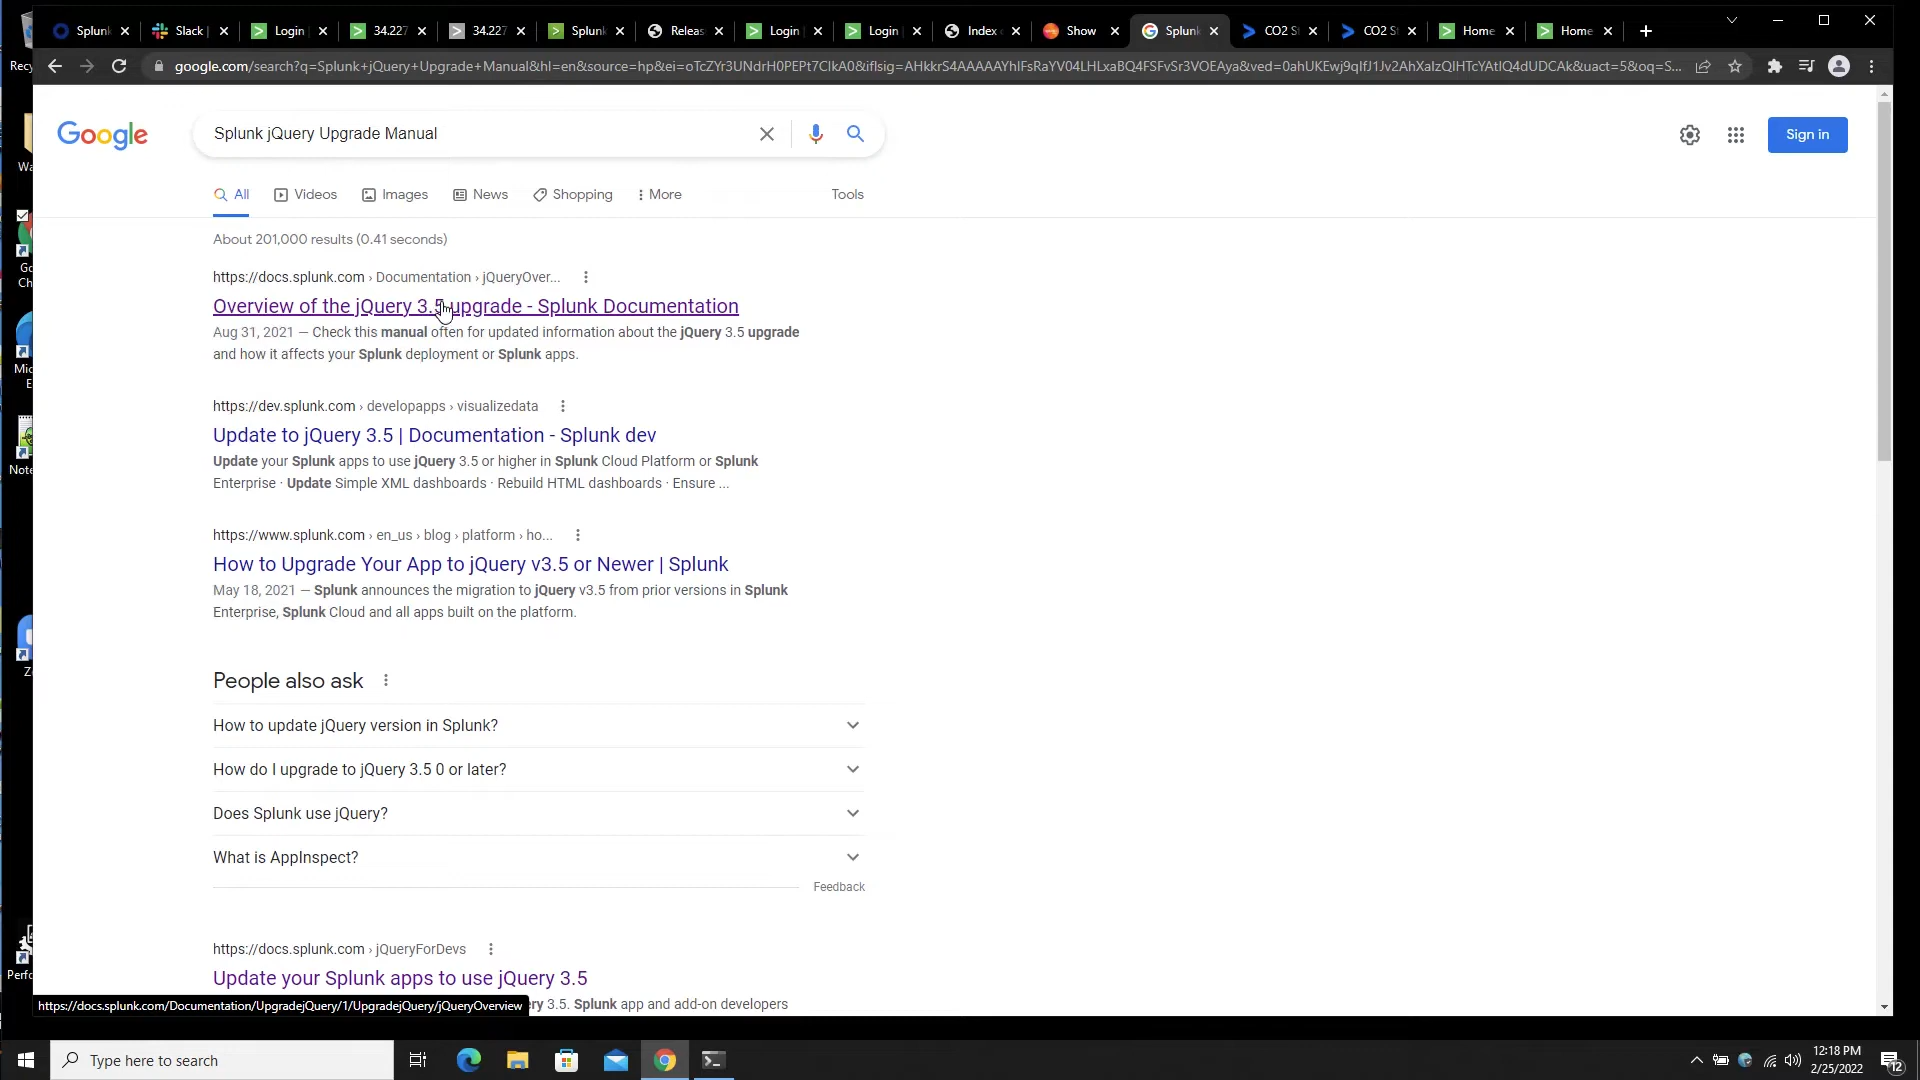 Splunk
Slack |
Login |
34.227
34.227
Splunk
Releas
Login |
Login |
Index
Show
Splunk
CO2 S
CO2 S
Home
Home
google.com/search?q=Splunk+jQuery+Upgrade+Manual&hl=en&source=hp&ei=oTcZYr3UNdrH0PEPt7ClkA0&iflsig=AHkkrS4AAAAAYhlFsRaYV04LHLxaBQ4FSFvSr3VOEAya&ved=0ahUKEwj9qIfJ1Jv2AhXaIzQIHTcYAtIQ4dUDCAk&uact=5&oq=S...
Google
Splunk jQuery Upgrade Manual
Sign in
All
Videos
Images
News
Shopping
More
Tools
About 201,000 results (0.41 seconds)
https://docs.splunk.com › Documentation › jQueryOver...
Overview of the jQuery 3.5 upgrade - Splunk Documentation
Aug 31, 2021 — Check this manual often for updated information about the jQuery 3.5 upgrade
and how it affects your Splunk deployment or Splunk apps.
https://dev.splunk.com › developapps › visualizedata
Update to jQuery 3.5 | Documentation - Splunk dev
Update your Splunk apps to use jQuery 3.5 or higher in Splunk Cloud Platform or Splunk
Enterprise · Update Simple XML dashboards · Rebuild HTML dashboards · Ensure ...
https://www.splunk.com › en_us › blog › platform › ho...
How to Upgrade Your App to jQuery v3.5 or Newer | Splunk
May 18, 2021 — Splunk announces the migration to jQuery v3.5 from prior versions in Splunk
Enterprise, Splunk Cloud and all apps built on the platform.
People also ask
How to update jQuery version in Splunk?
How do I upgrade to jQuery 3.5 0 or later?
Does Splunk use jQuery?
What is AppInspect?
Feedback
https://docs.splunk.com › jQueryForDevs
Update your Splunk apps to use jQuery 3.5
ry 3.5. Splunk app and add-on developers
https://docs.splunk.com/Documentation/UpgradejQuery/1/UpgradejQuery/jQueryOverview
Type here to search
12:18 PM
2/25/2022
12